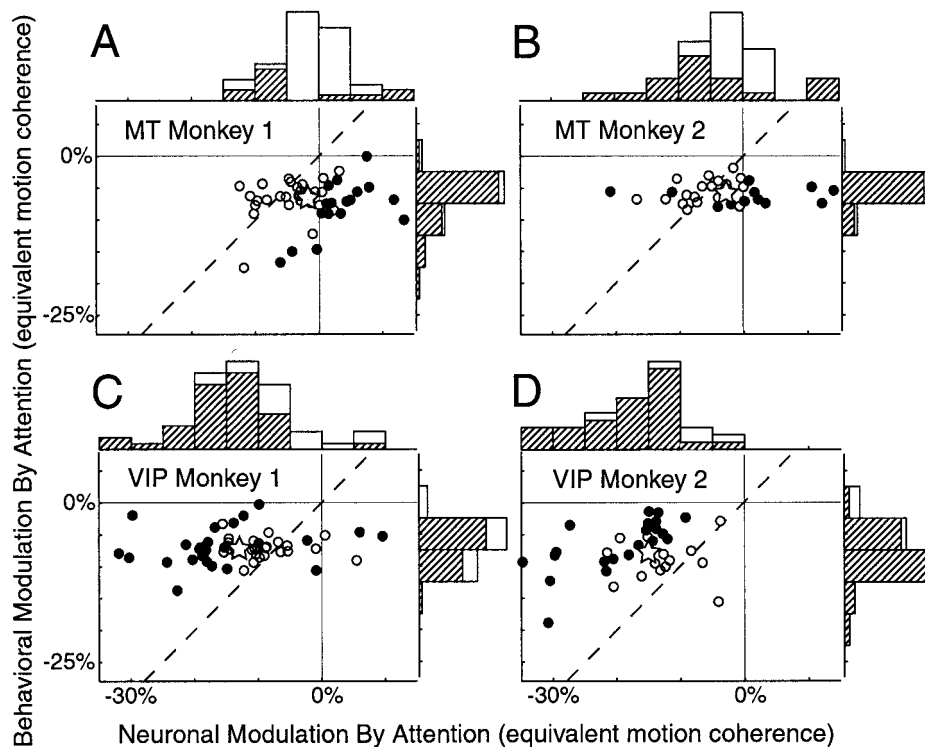 A
B
MT Monkey 1
MT Monkey 2
0%
-25%
C
D
VIP Monkey 1
VIP Monkey 2
0%
-25%
-30%
0%
-30%
0%
Behavioral Modulation By Attention (equivalent motion coherence)
Neuronal Modulation By Attention (equivalent motion coherence)